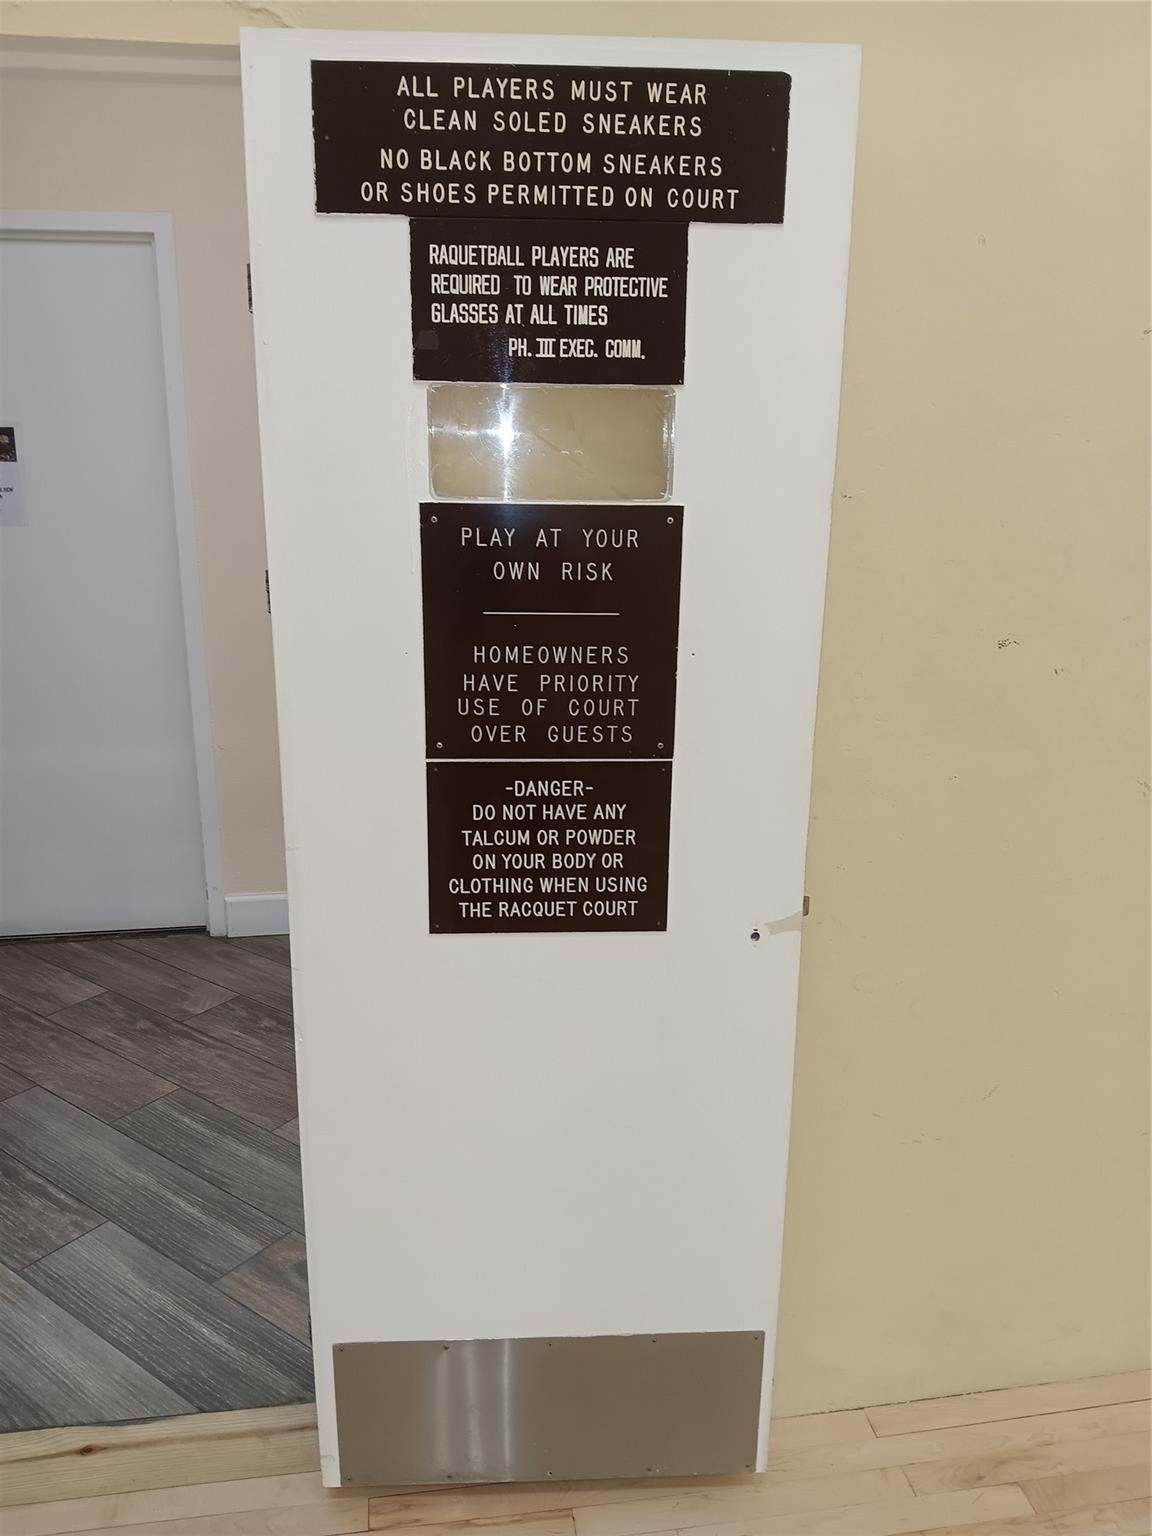 ALL PLAYERS MUST WEAR
CLEAN SOLED SNEAKERS
NO BLACK BOTTOM SNEAKERS
OR SHOES PERMITTED ON COURT
RAQUETBALL PLAYERS ARE
REQUIRED TO WEAR PROTECTIVE
GLASSES AT ALL TIMES
PH. III EXEC. COMM.
PLAY AT YOUR
OWN RISK
HOMEOWNERS
HAVE PRIORITY
USE OF COURT
OVER GUESTS
-DANGER-
DO NOT HAVE ANY
TALCUM OR POWDER
ON YOUR BODY OR
CLOTHING WHEN USING
THE RACQUET COURT